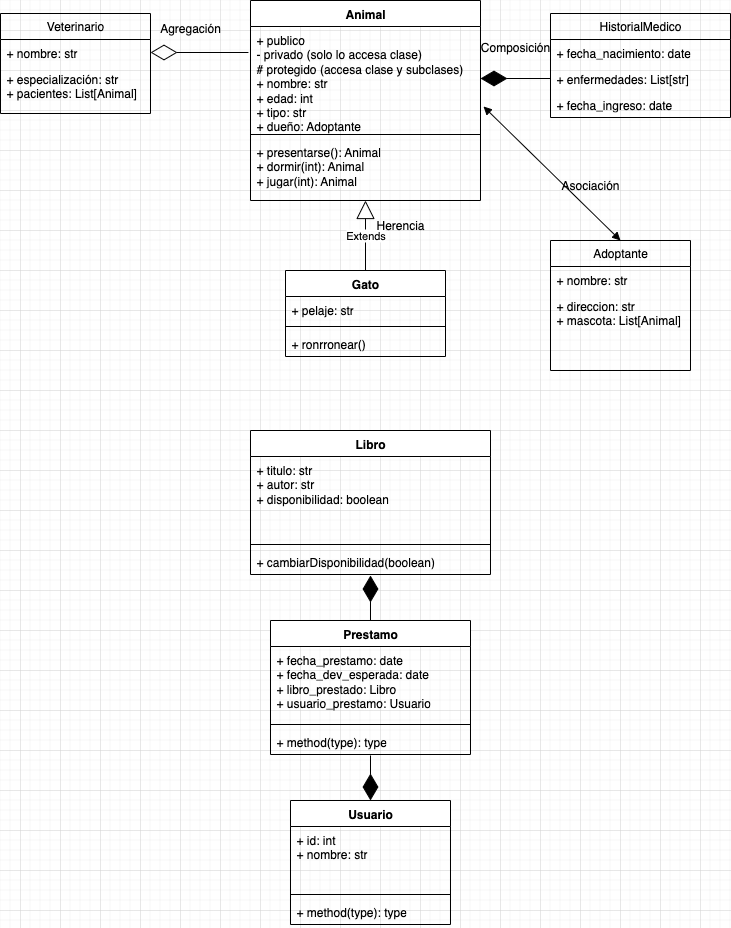 Veterinario
+ nombre: str
+ especialización: str
+ pacientes: List[Animal]
Agregación
Animal
+ publico
- privado (solo lo accesa clase)
# protegido (accesa clase y subclases)
+ nombre: str
+ edad: int
+ tipo: str
+ dueño: Adoptante
+ presentarse(): Animal
+ dormir(int): Animal
+ jugar(int): Animal
Composición
HistorialMedico
+ fecha_nacimiento: date
+ enfermedades: List[str]
+ fecha_ingreso: date
Asociación
Adoptante
+ nombre: str
+ direccion: str
+ mascota: List[Animal]
Herencia
Extends
Gato
+ pelaje: str
+ ronrronear()
Libro
+ titulo: str
+ autor: str
+ disponibilidad: boolean
+ cambiarDisponibilidad(boolean)
Prestamo
+ fecha_prestamo: date
+ fecha_dev_esperada: date
+ libro_prestado: Libro
+ usuario_prestamo: Usuario
+ method(type): type
Usuario
+ id: int
+ nombre: str
+ method(type): type